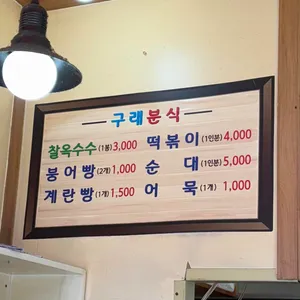 구래분식
찰옥수수(1봉)3,000 떡볶이(1인분)4,000
붕어빵(2개)1,000 순 대(1인분)5,000
계란빵(1개)1,500 어 묵(1개) 1,000